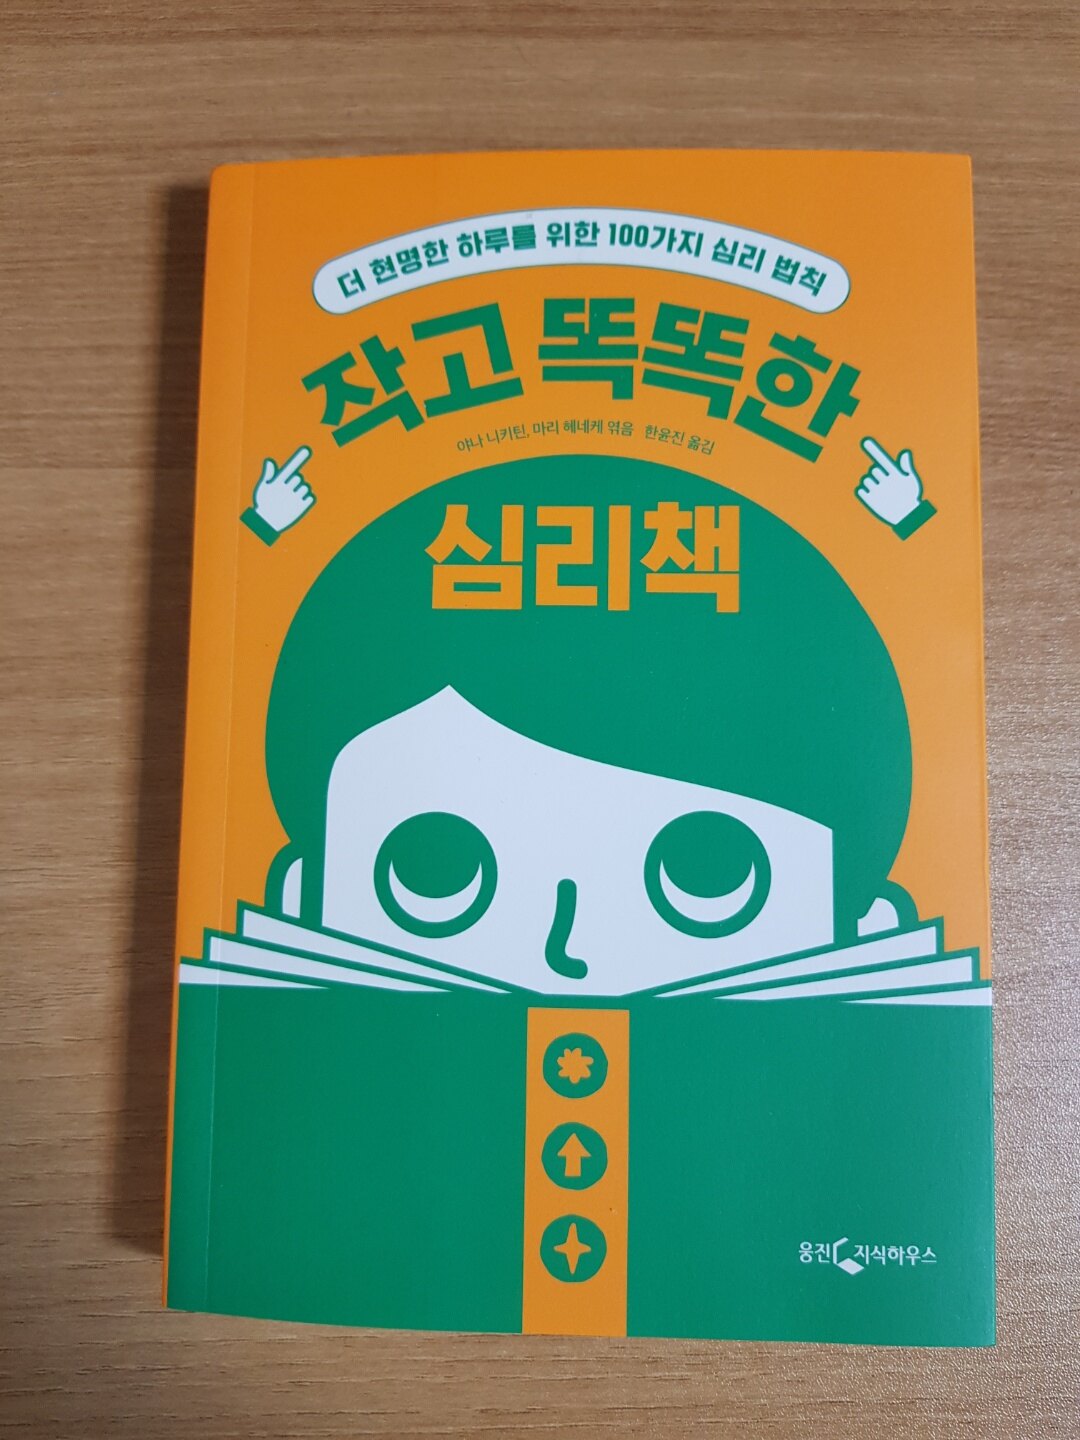 더 현명한 하루를 위한 100가지 심리 법칙
작고 똑똑한
야나 니키틴, 마리 헤네케 엮음 한윤진 옮김
심리책
웅진 지식하우스